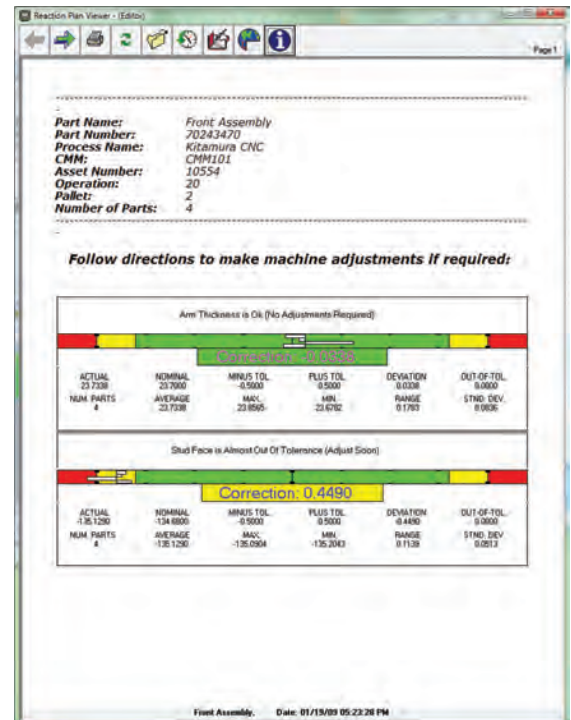 Reaction Plan Viewer - (Editor)
Page 1
Part Name: Front Assembly
Part Number: 70243470
Process Name: Kitamura CNC
CMM: CMM101
Asset Number: 10554
Operation: 20
Pallet: 2
Number of Parts: 4
Follow directions to make machine adjustments if required:
Arm Thickness is Ok (No Adjustments Required)
Correction: -0.0338
ACTUAL NOMINAL MINUS TOL. PLUS TOL. DEVIATION OUT-OF-TOL.
23.7338 23.7000 -0.5000 0.5000 0.0338 0.0000
NUM. PARTS AVERAGE MAX. MIN. RANGE STND. DEV.
4 23.7338 23.8565 23.6782 0.1783 0.0836
Stud Face is Almost Out Of Tolerance (Adjust Soon)
Correction: 0.4490
ACTUAL NOMINAL MINUS TOL. PLUS TOL. DEVIATION OUT-OF-TOL.
-135.1290 -134.6800 -0.5000 0.5000 -0.4490 0.0000
NUM. PARTS AVERAGE MAX. MIN. RANGE STND. DEV.
4 -135.1290 -135.0904 -135.2043 0.1139 0.0513
Front Assembly, Date: 01/19/09 05:23:28 PM